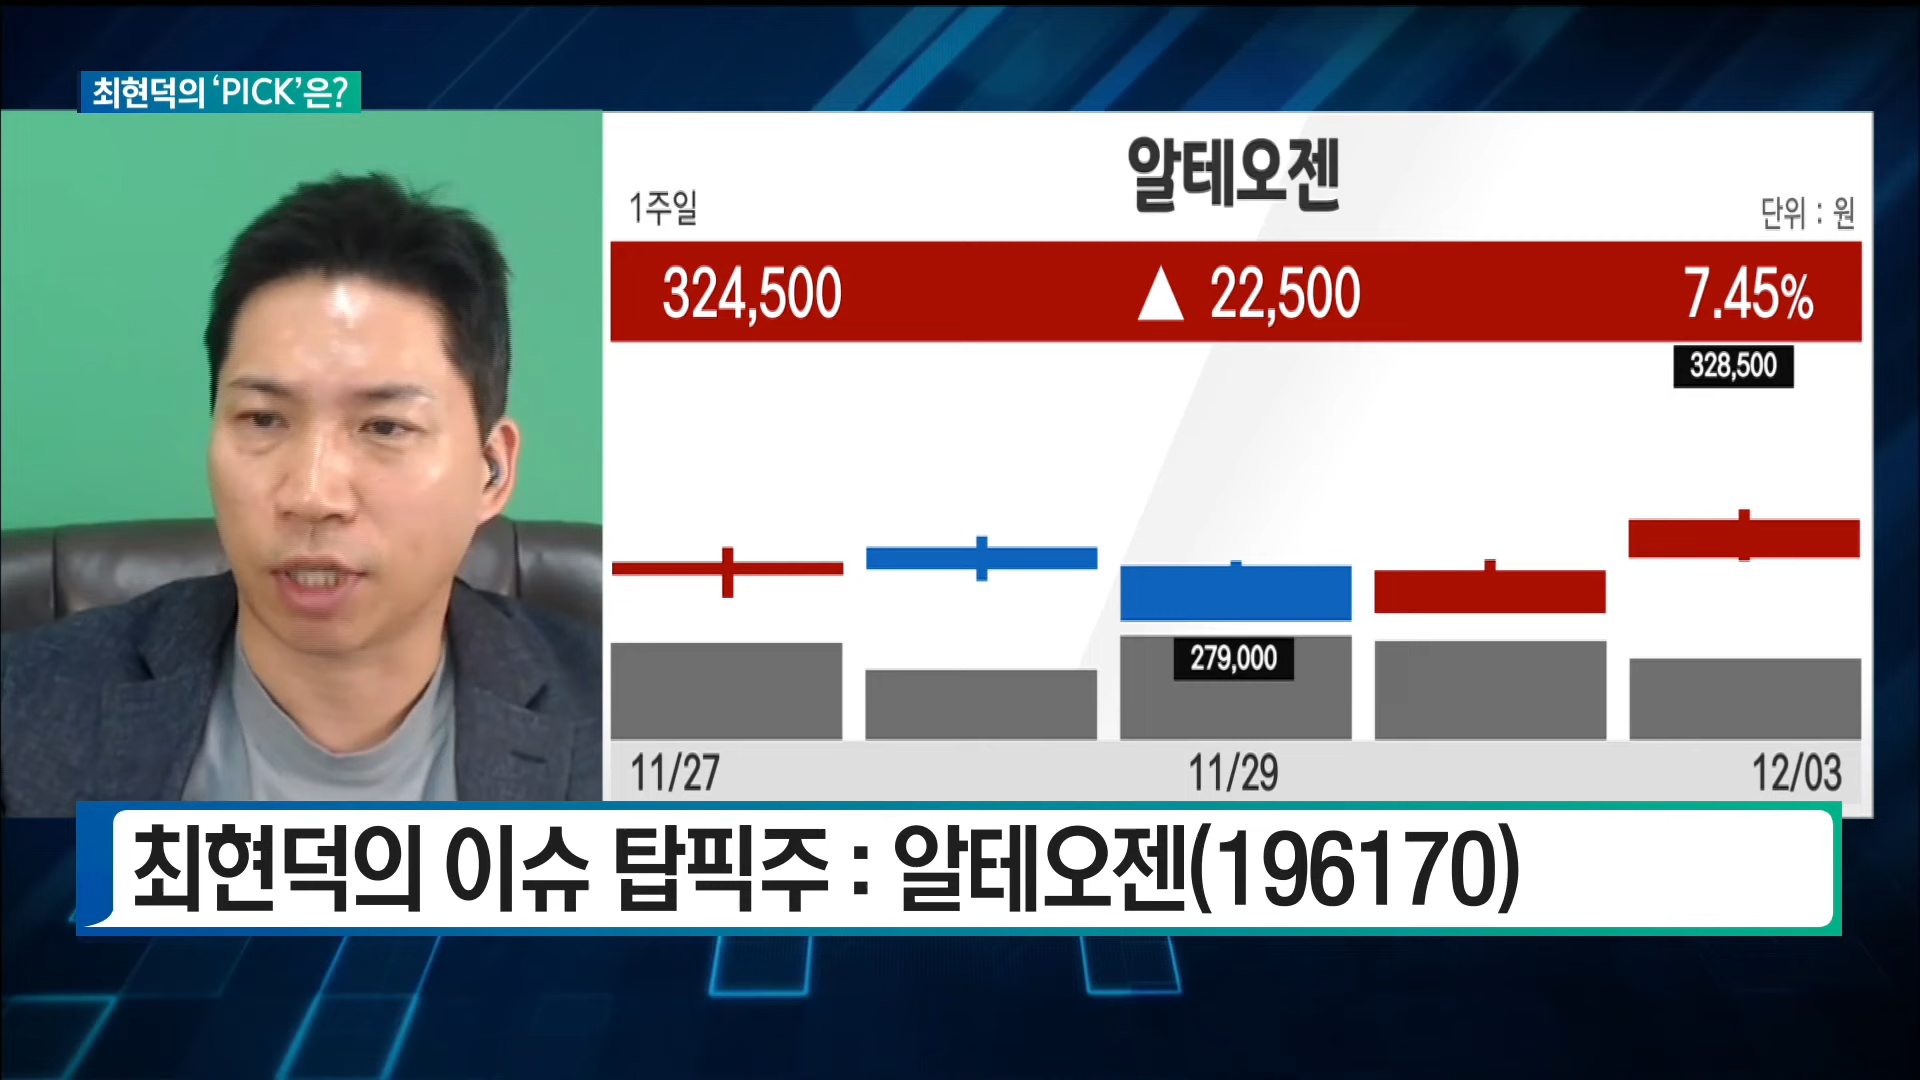 최현덕의 ‘PICK’은?
알테오젠
1주일
단위 : 원
324,500 ▲ 22,500 7.45%
328,500
279,000
11/27 11/29 12/03
최현덕의 이슈 탑픽주 : 알테오젠(196170)